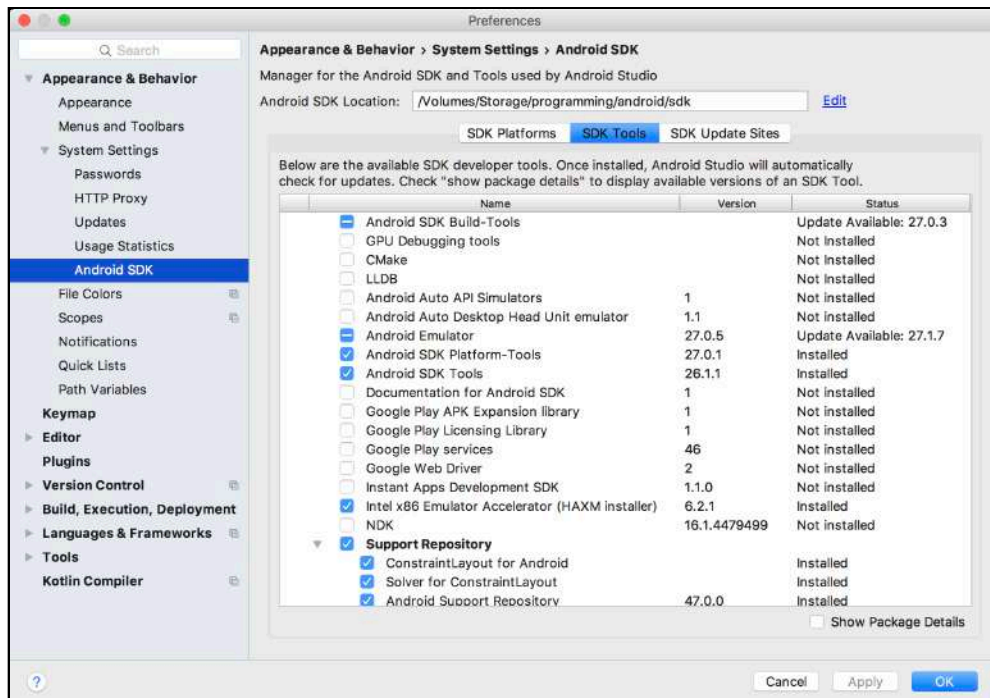 Preferences
Search
Appearance & Behavior
Appearance
Menus and Toolbars
System Settings
Passwords
HTTP Proxy
Updates
Usage Statistics
Android SDK
File Colors
Scopes
Notifications
Quick Lists
Path Variables
Keymap
Editor
Plugins
Version Control
Build, Execution, Deployment
Languages & Frameworks
Tools
Kotlin Compiler
Appearance & Behavior › System Settings › Android SDK
Manager for the Android SDK and Tools used by Android Studio
Android SDK Location: /Volumes/Storage/programming/android/sdk Edit
SDK Platforms SDK Tools SDK Update Sites
Below are the available SDK developer tools. Once installed, Android Studio will automatically
check for updates. Check "show package details" to display available versions of an SDK Tool.
Name Version Status
Android SDK Build-Tools Update Available: 27.0.3
GPU Debugging tools Not Installed
CMake Not Installed
LLDB Not Installed
Android Auto API Simulators 1 Not installed
Android Auto Desktop Head Unit emulator 1.1 Not installed
Android Emulator 27.0.5 Update Available: 27.1.7
Android SDK Platform-Tools 27.0.1 Installed
Android SDK Tools 26.1.1 Installed
Documentation for Android SDK 1 Not installed
Google Play APK Expansion library 1 Not installed
Google Play Licensing Library 1 Not installed
Google Play services 46 Not installed
Google Web Driver 2 Not installed
Instant Apps Development SDK 1.1.0 Not installed
Intel x86 Emulator Accelerator (HAXM installer) 6.2.1 Installed
NDK 16.1.4479499 Not installed
Support Repository
ConstraintLayout for Android Installed
Solver for ConstraintLayout Installed
Android Support Repository 47.0.0 Installed
Show Package Details
? Cancel Apply OK